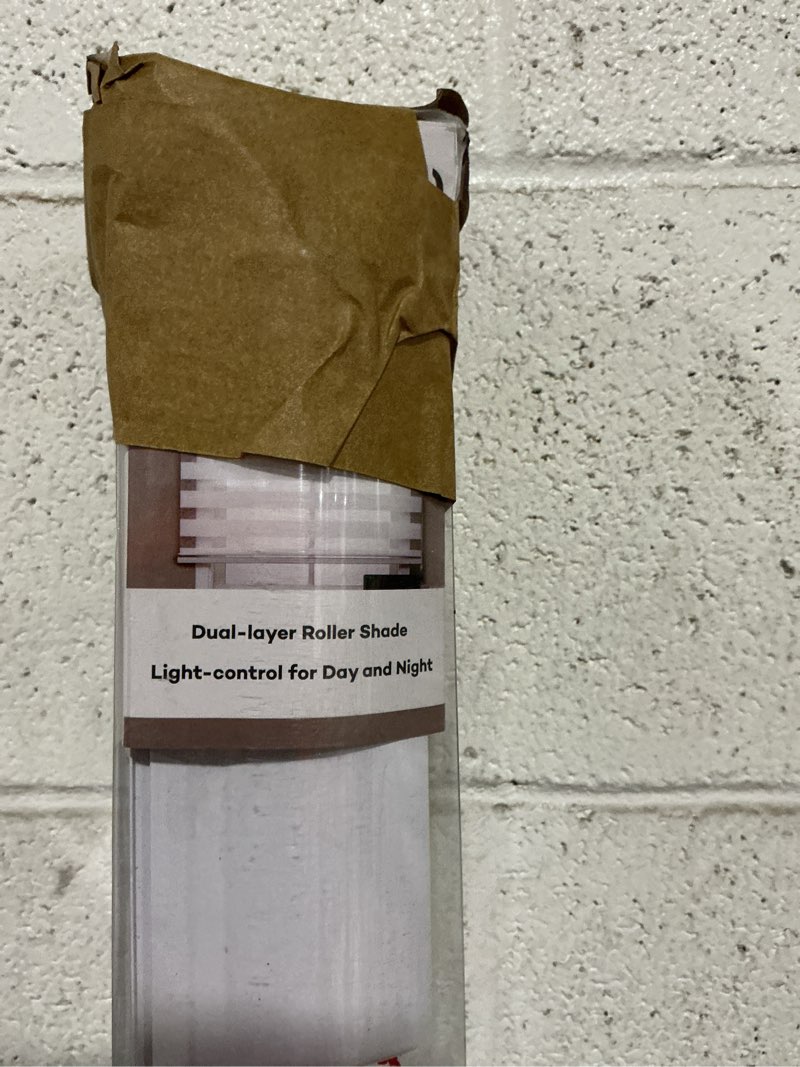 Dual-layer Roller Shade
Light-control for Day and Night